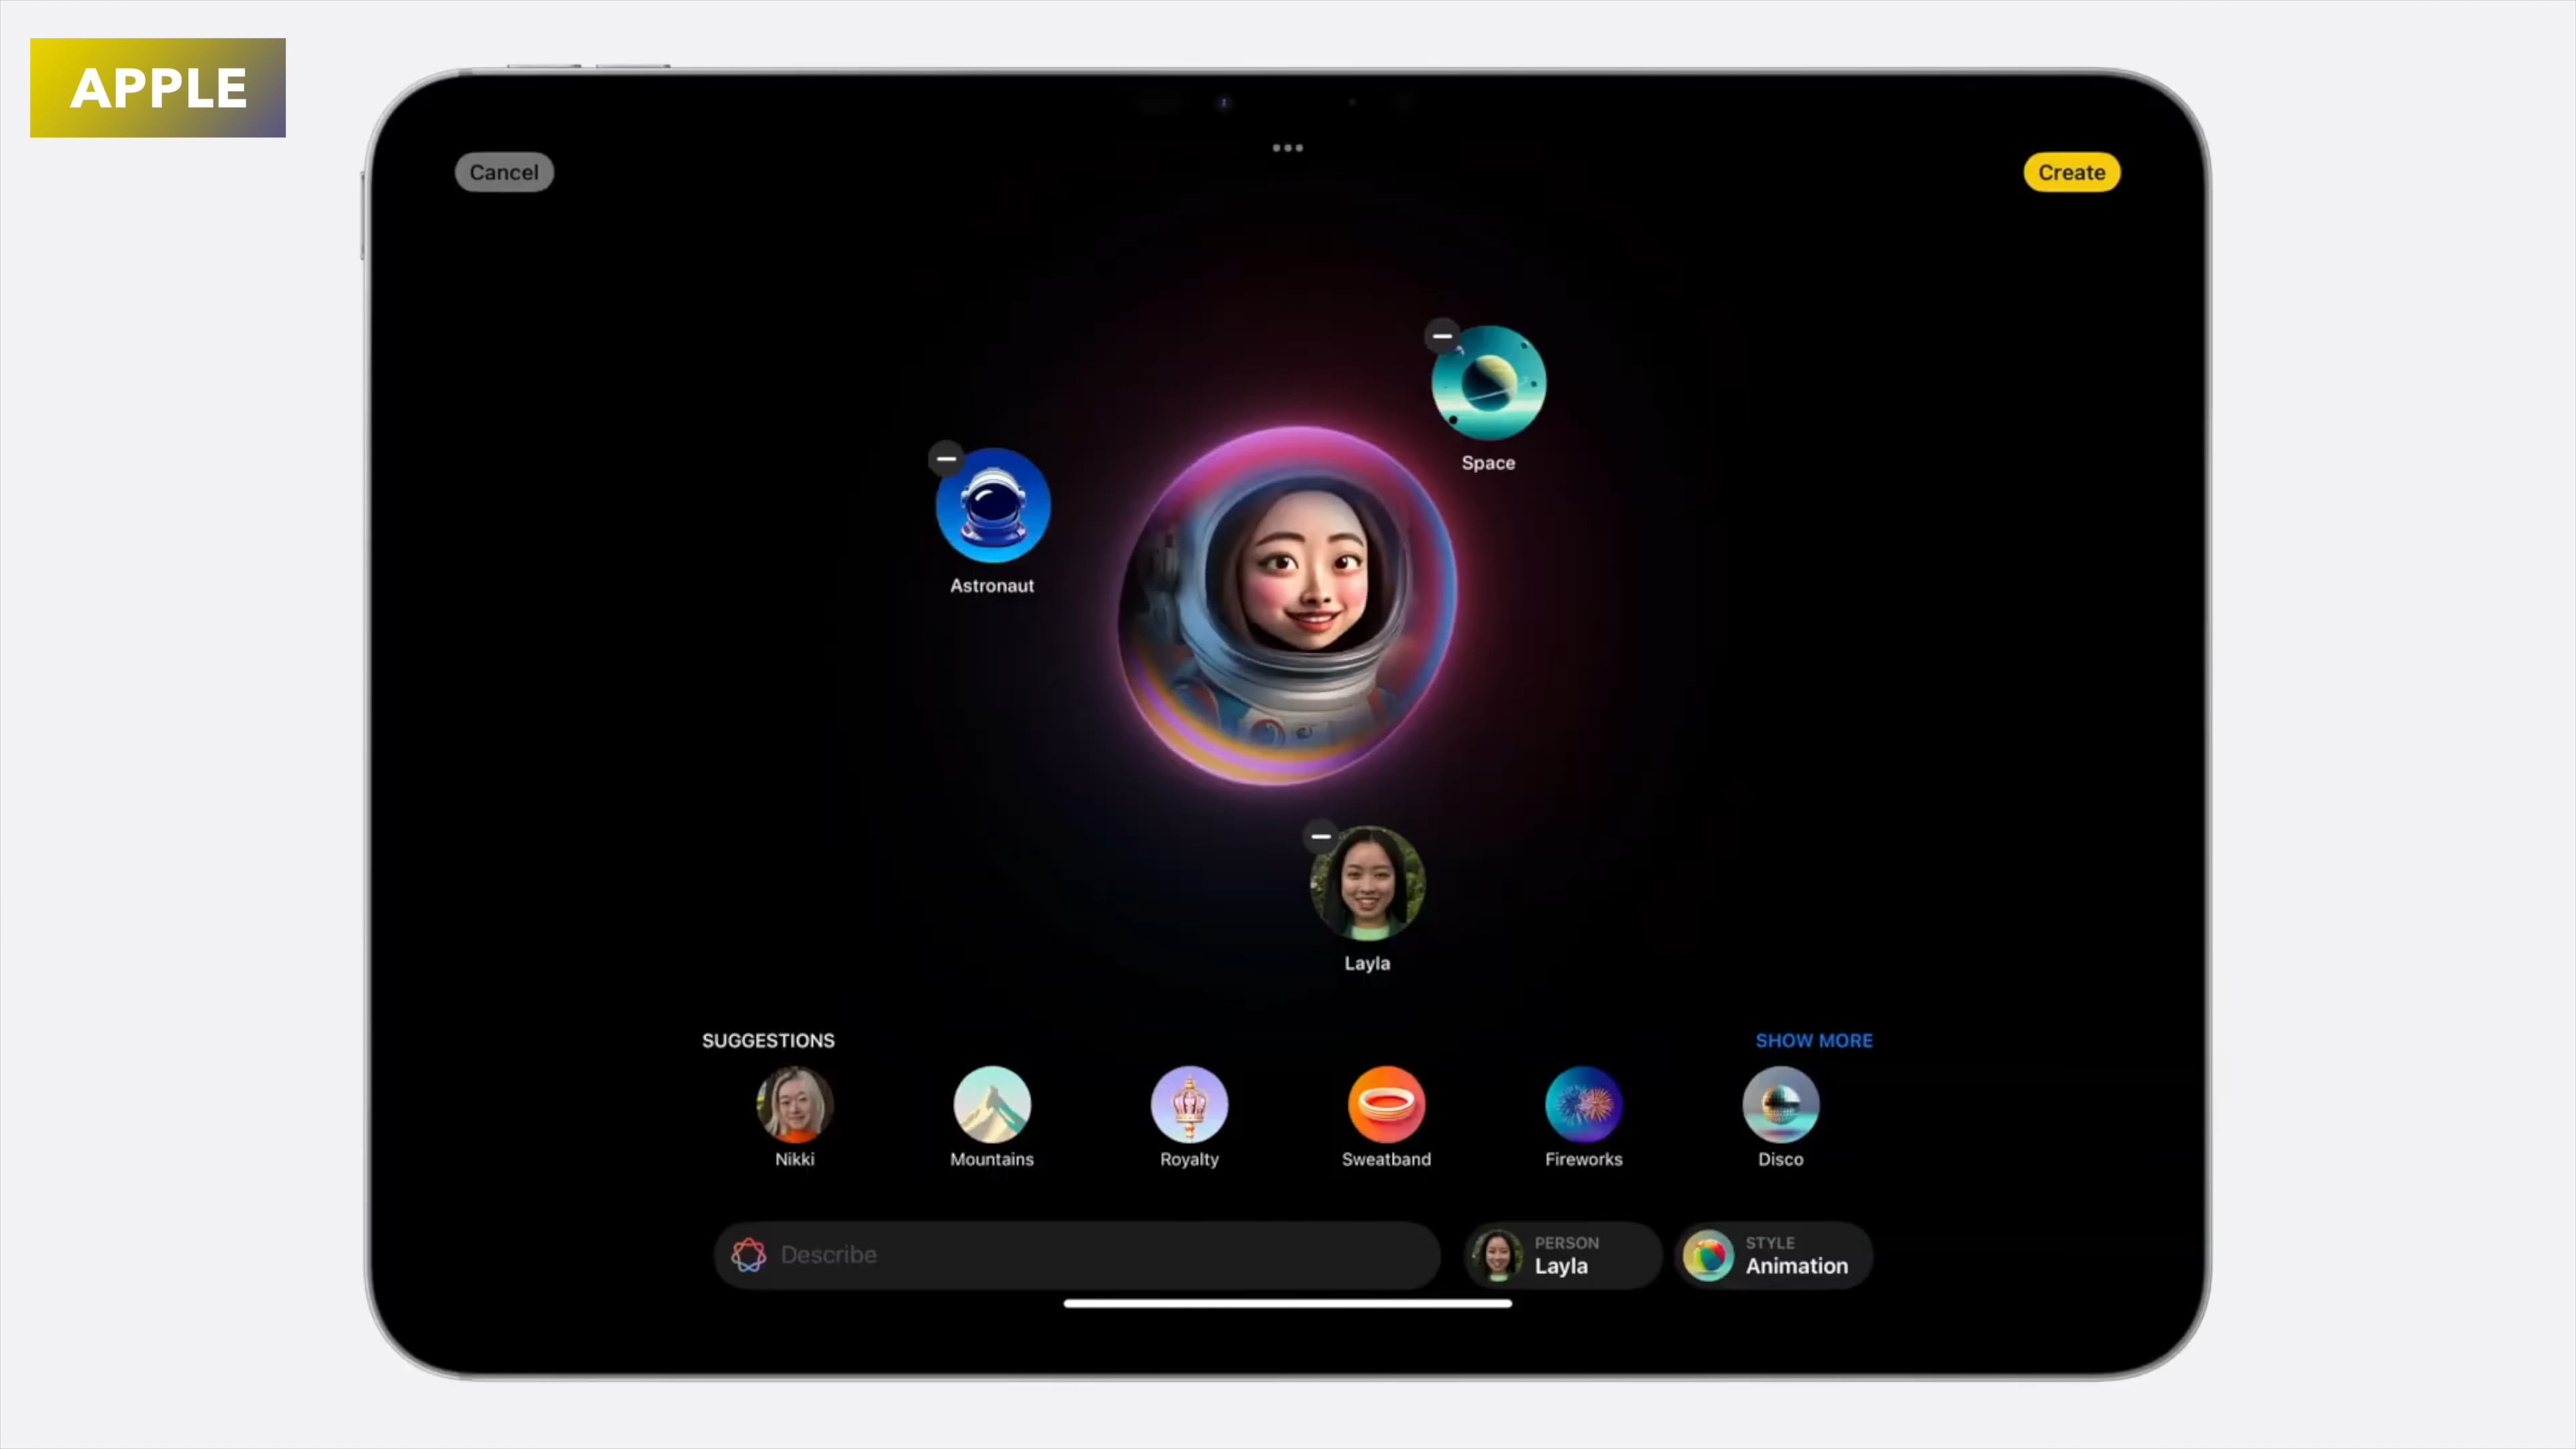 APPLE
Cancel
Create
Space
Astronaut
Layla
SUGGESTIONS
SHOW MORE
Nikki
Mountains
Royalty
Sweatband
Fireworks
Disco
Describe
PERSON
Layla
STYLE
Animation